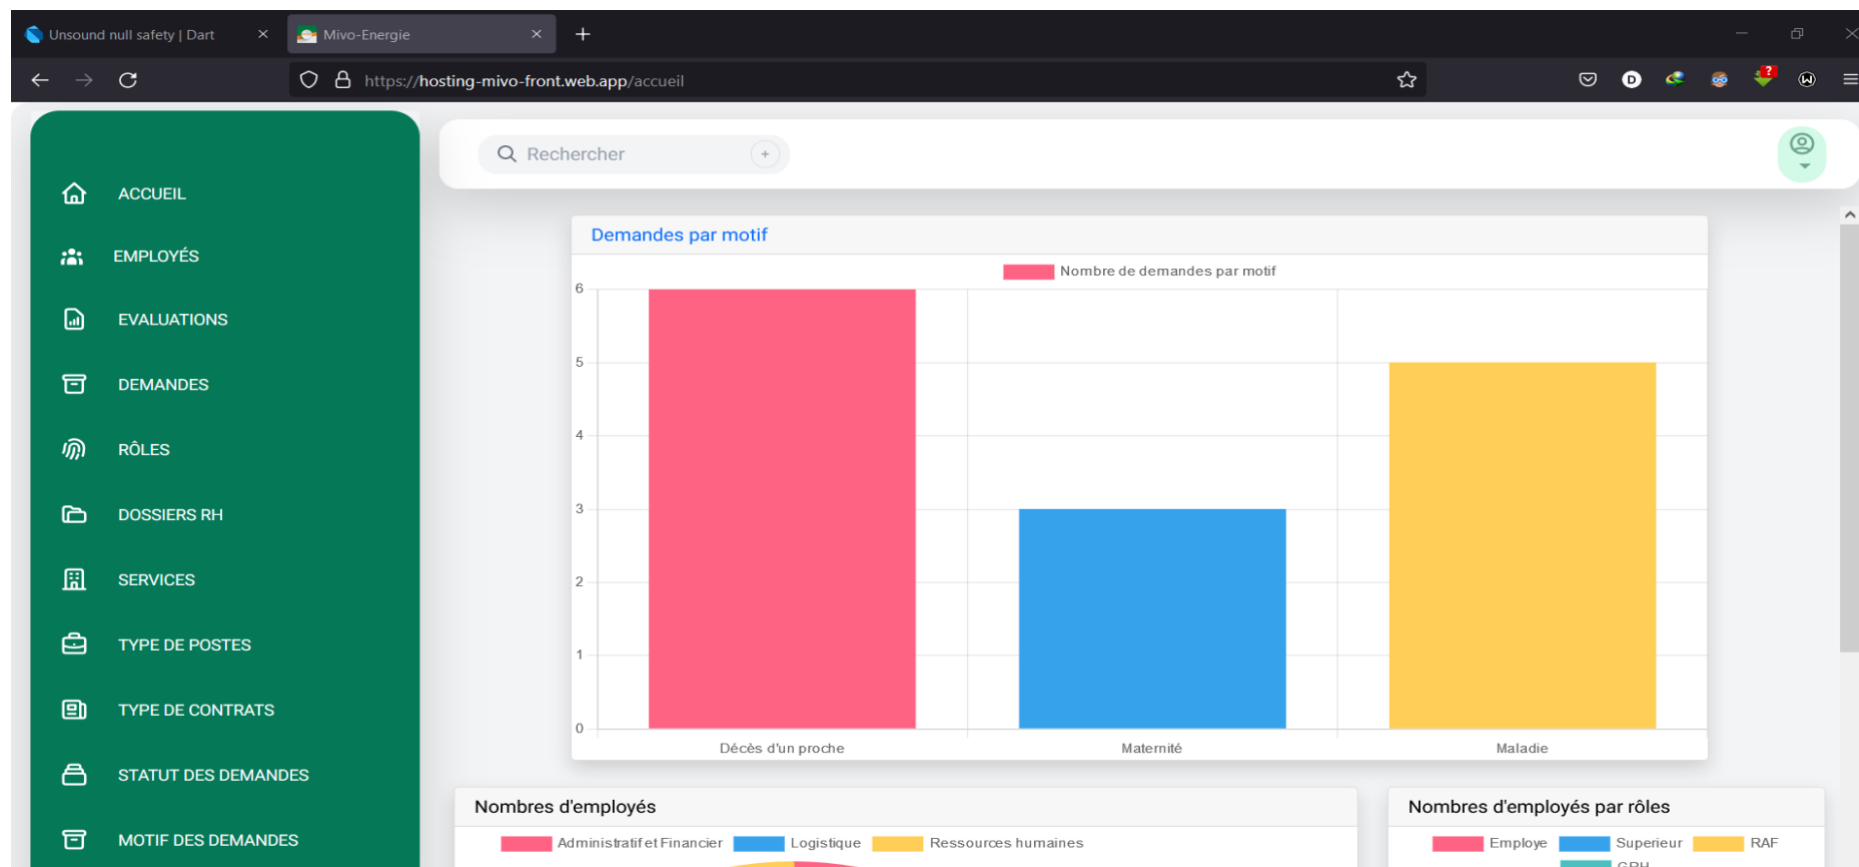 Unsound null safety | Dart
Mivo-Energie
https://hosting-mivo-front.web.app/accueil
D
?
W
Rechercher
ACCUEIL
EMPLOYÉS
EVALUATIONS
DEMANDES
RÔLES
DOSSIERS RH
SERVICES
TYPE DE POSTES
TYPE DE CONTRATS
STATUT DES DEMANDES
MOTIF DES DEMANDES
Demandes par motif
Nombre de demandes par motif
6
5
4
3
2
1
0
Décès d'un proche Maternité Maladie
Nombres d'employés
Administratif et Financier Logistique Ressources humaines
Nombres d'employés par rôles
Employe Superieur RAF
GRH